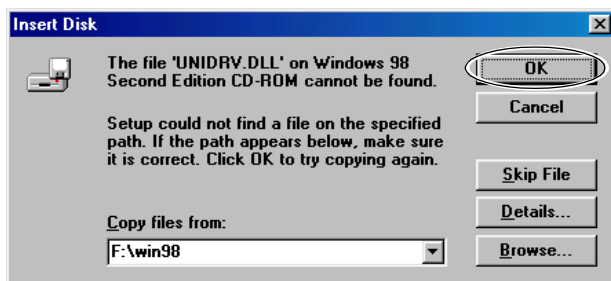 Insert Disk
The file 'UNIDRV.DLL' on Windows 98
Second Edition CD-ROM cannot be found.
Setup could not find a file on the specified
path. If the path appears below, make sure
it is correct. Click OK to try copying again.
Copy files from:
F:\win98
OK
Cancel
Skip File
Details...
Browse...